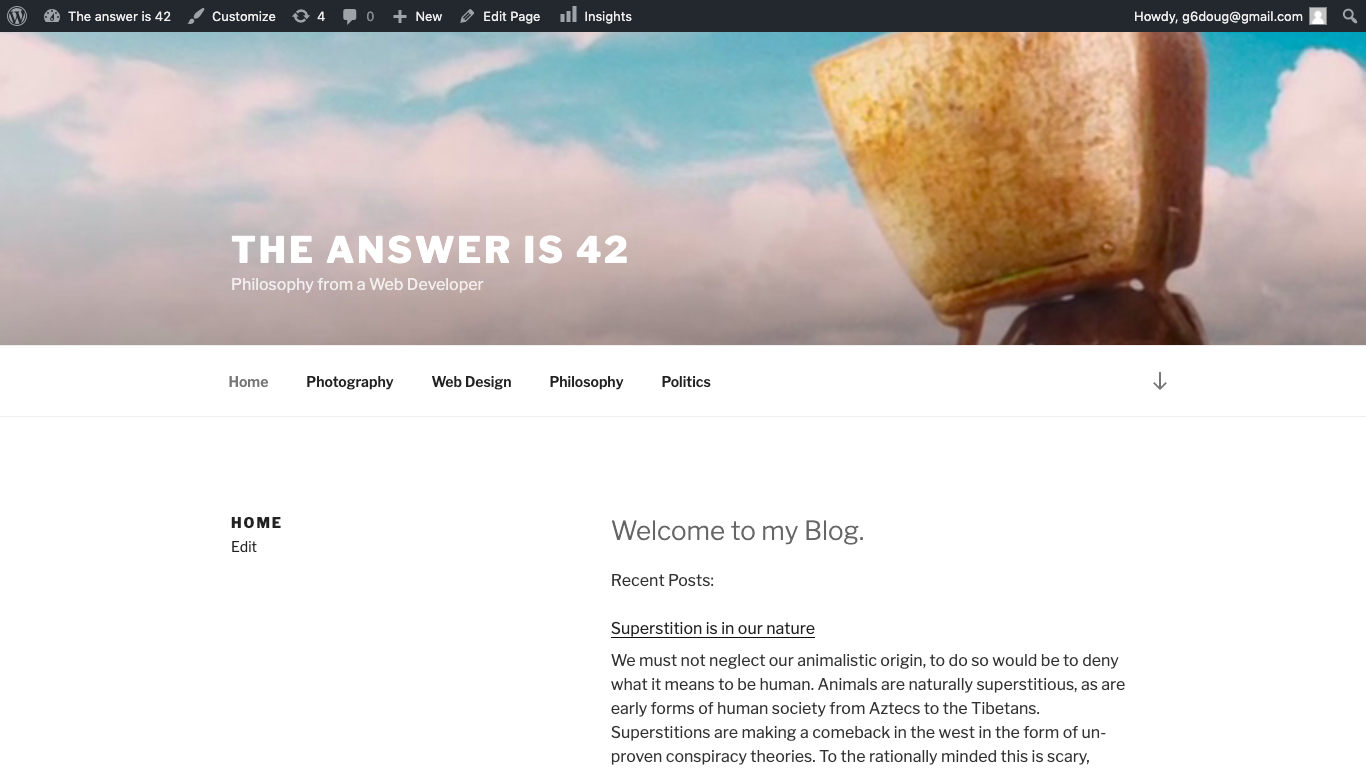 The answer is 42 Customize 4 0 New Edit Page Insights Howdy, g6doug@gmail.com
THE ANSWER IS 42
Philosophy from a Web Developer
Home Photography Web Design Philosophy Politics
HOME
Edit
Welcome to my Blog.
Recent Posts:
Superstition is in our nature
We must not neglect our animalistic origin, to do so would be to deny
what it means to be human. Animals are naturally superstitious, as are
early forms of human society from Aztecs to the Tibetans.
Superstitions are making a comeback in the west in the form of un-
proven conspiracy theories. To the rationally minded this is scary,